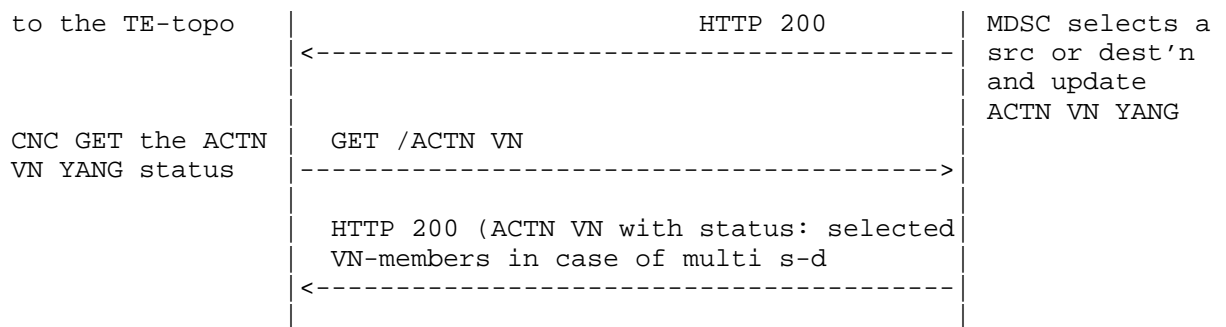 to the TE-topo | HTTP 200 | MDSC selects a
|<----------------------------------------| src or dest'n
| | and update
| | ACTN VN YANG
CNC GET the ACTN | GET /ACTN VN |
VN YANG status |---------------------------------------->|
| |
| HTTP 200 (ACTN VN with status: selected|
| VN-members in case of multi s-d |
|<----------------------------------------|
| |